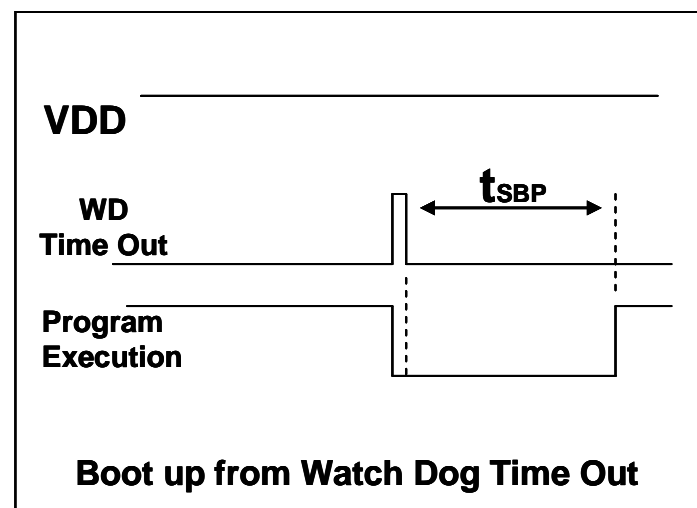 VDD
WD
Time Out
tSBP
Program
Execution
Boot up from Watch Dog Time Out